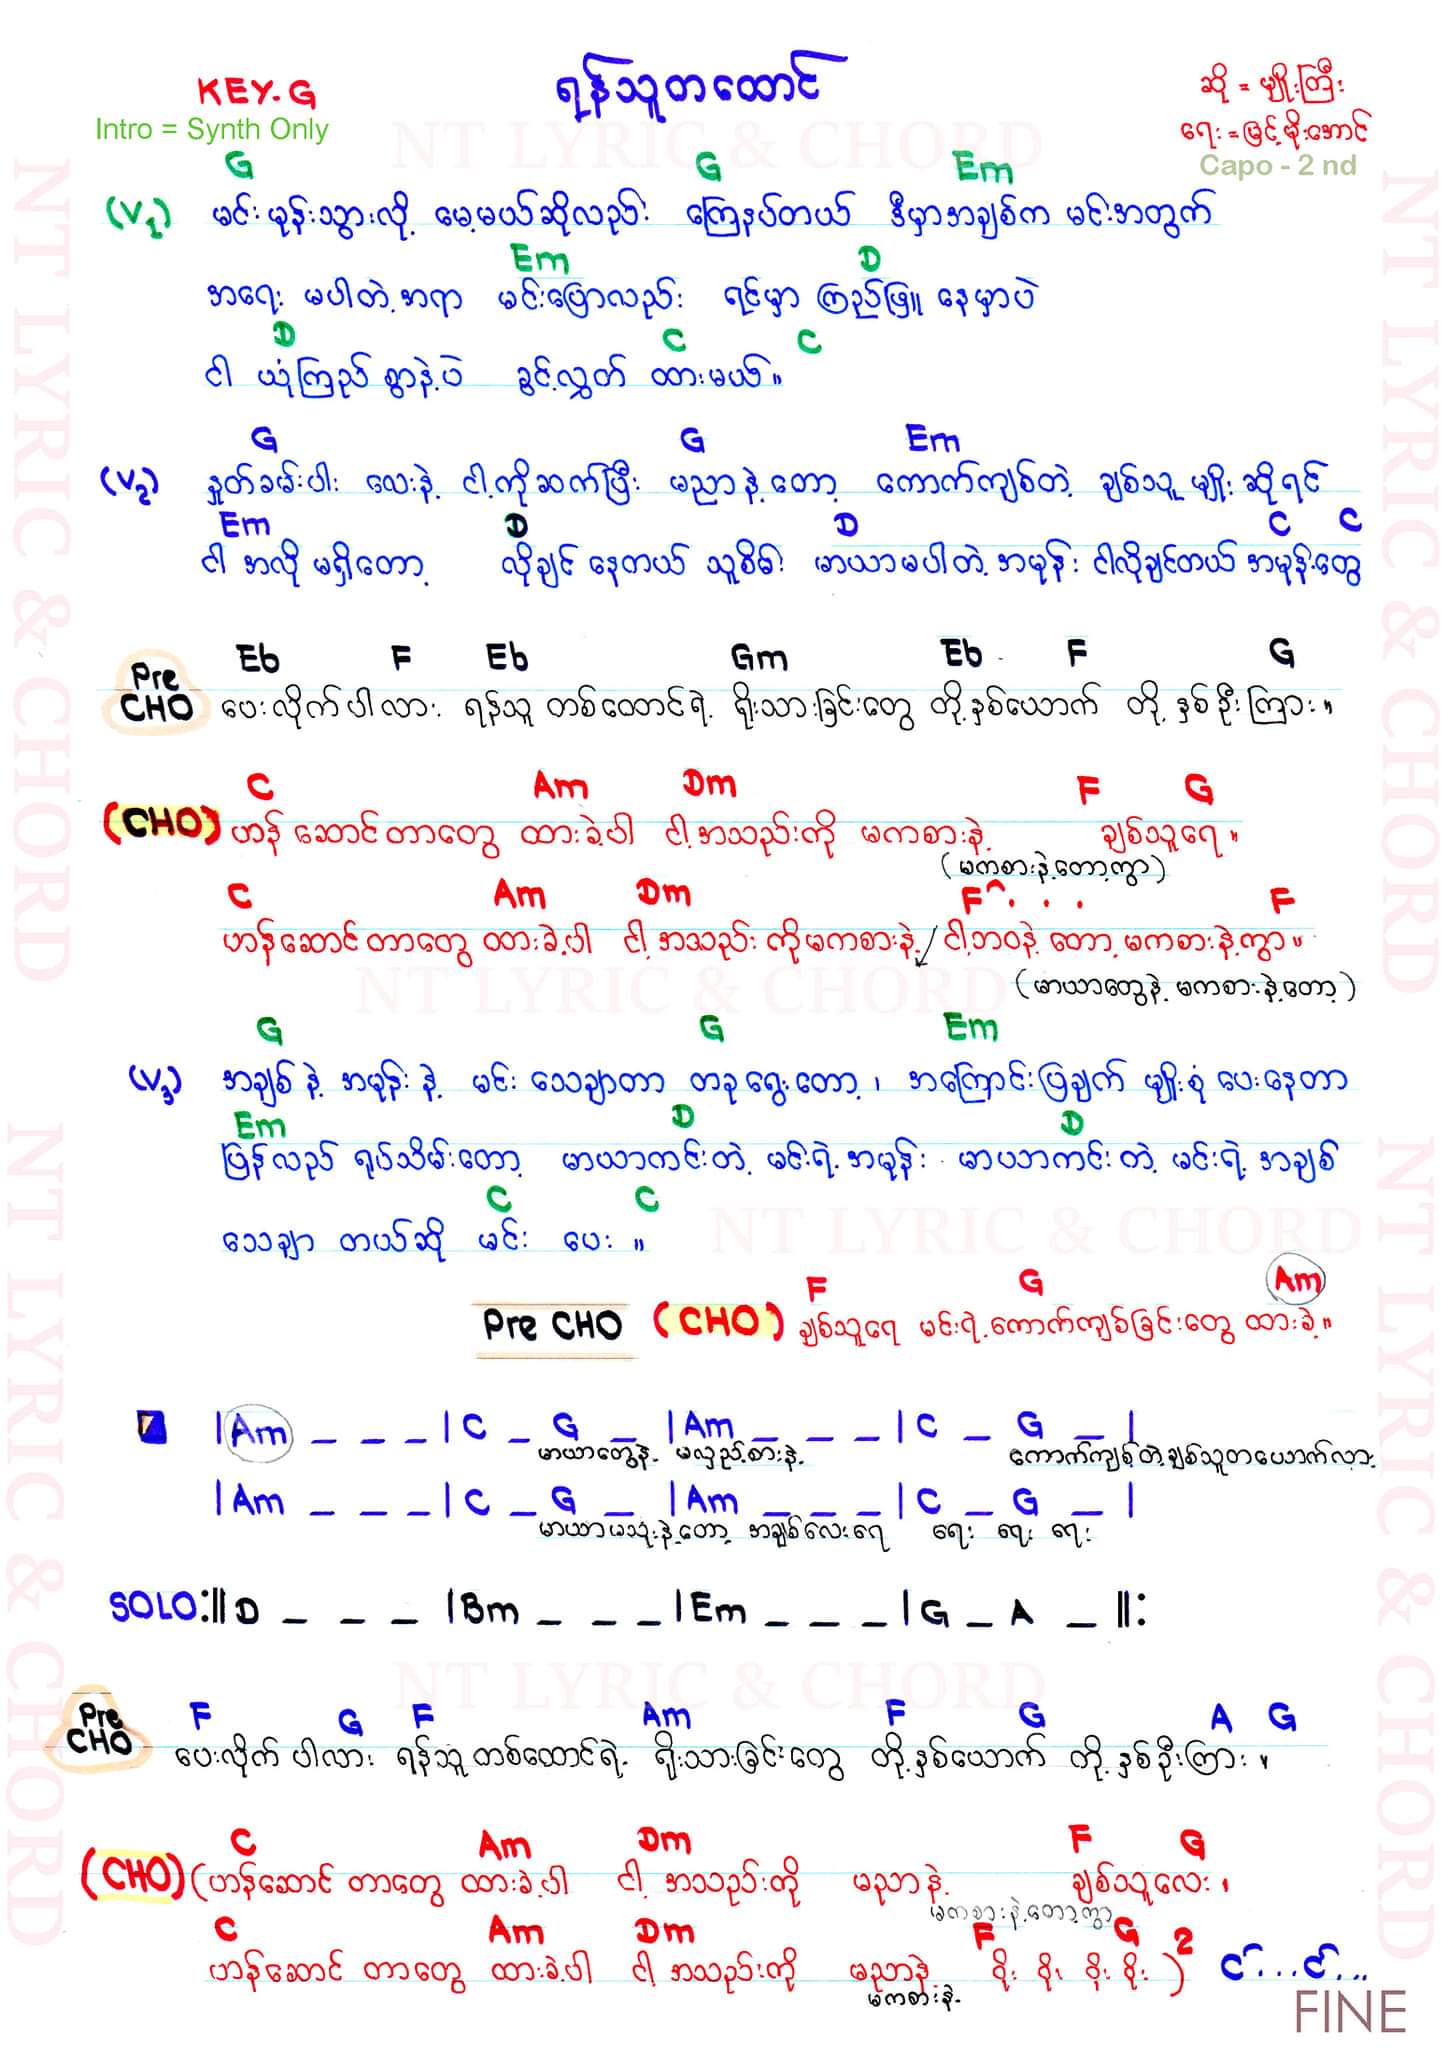 KEY-G
ရန်သူတထောင်
ဆို = မျိုးကြီး
Intro = Synth Only
ရေး = မြင့်မိုးအောင်
Capo - 2 nd
G G Em
(V1) မင်းမုန်းသွားလို့ မေ့မယ်ဆိုလည်း ကြေနပ်တယ် ဒီမှာအချစ်က မင်းအတွက်
Em D
အရေး မပါတဲ့အရာ မင်းပြောလည်း ရင်မှာ ကြည်ဖြူ နေမှာပဲ
D C C
ငါ ယုံကြည် စွာနဲ့ပဲ ခွင့်လွှတ် ထားမယ်။
G G Em
(V2) နှုတ်ခမ်းပါး လေးနဲ့ ငါ့ကိုဆက်ပြီး မညာနဲ့တော့ ကောက်ကျစ်တဲ့ ချစ်သူ မျိုးဆိုရင်
Em D D C C
ငါ အလို မရှိတော့ လိုချင် နေတယ် သူစိမ်း မာယာမပါတဲ့ အမုန်း ငါလိုချင်တယ် အမုန်းတွေ
Eb F Eb Gm Eb F G
Pre CHO ပေးလိုက်ပါလား ရန်သူ တစ်ထောင်ရဲ့ ရိုးသားခြင်းတွေ တို့နှစ်ယောက် တို့ နှစ်ဦးကြား။
C Am Dm F G
(CHO) ဟန်ဆောင်တာတွေ ထားခဲ့ပါ ငါ့အသည်းကို မကစားနဲ့ ချစ်သူရေ။
(မကစားနဲ့တော့ကွာ)
C Am Dm F . . . F
ဟန်ဆောင်တာတွေ ထားခဲ့ပါ ငါ့ အသည်းကိုမကစားနဲ့ ငါ့ဘဝနဲ့ တော့ မကစားနဲ့ကွာ။
(မာယာတွေနဲ့ မကစားနဲ့တော့)
G G Em
(V3) အချစ်နဲ့ အမုန်းနဲ့ မင်း သေချာတာ တခုရွေးတော့၊ အကြောင်းပြချက် မျိုးစုံ ပေးနေတာ
Em D D
ပြန်လည် ရုပ်သိမ်းတော့ မာယာကင်းတဲ့ မင်းရဲ့ အမုန်း မာယာကင်းတဲ့ မင်းရဲ့ အချစ်
C C
သေချာ တယ်ဆို မင်း ပေး။
F G Am
Pre CHO (CHO) ချစ်သူရေ မင်းရဲ့ကောက်ကျစ်ခြင်းတွေ ထားခဲ့။
|Am _ _ _ | C _ G _ |Am _ _ _ | C _ G _ |
မာယာတွေနဲ့ မလှည့်စားနဲ့ ကောက်ကျစ်တဲ့ချစ်သူတယောက်လား
|Am _ _ _ | C _ G _ |Am _ _ _ | C _ G _ |
မာယာမသုံးနဲ့တော့ အချစ်လေးရေ ရေး ရေး ရေး
SOLO:|| D _ _ _ |Bm _ _ _ |Em _ _ _ | G _ A _ ||:
F G F Am F G A G
Pre CHO ပေးလိုက် ပါလား ရန်သူတစ်ထောင်ရဲ့ ရိုးသားခြင်းတွေ တို့နှစ်ယောက် တို့နှစ်ဦးကြား။
C Am Dm F G
(CHO) (ဟန်ဆောင် တာတွေ ထားခဲ့ပါ ငါ့ အသည်းကို မညာနဲ့ ချစ်သူလေး၊
မကစားနဲ့တော့ကွာ
C Am Dm F G
ဟန်ဆောင် တာတွေ ထားခဲ့ပါ ငါ့ အသည်းကို မညာနဲ့ ဝိုး ဝိုး ဝိုး ဝိုး )2
မကစားနဲ့
FINE
NT LYRIC & CHORD
NT LYRIC & CHORD
NT LYRIC & CHORD
NT LYRIC & CHORD
NT LYRIC & CHORD
NT LYRIC & CHORD
NT LYRIC & CHORD
NT LYRIC & CHORD